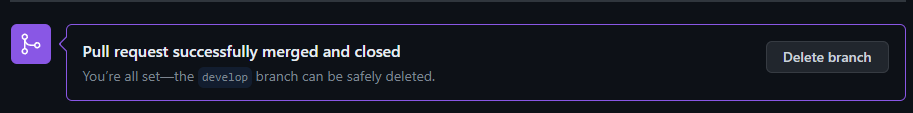 Pull request successfully merged and closed
Delete branch
You're all set—the develop branch can be safely deleted.